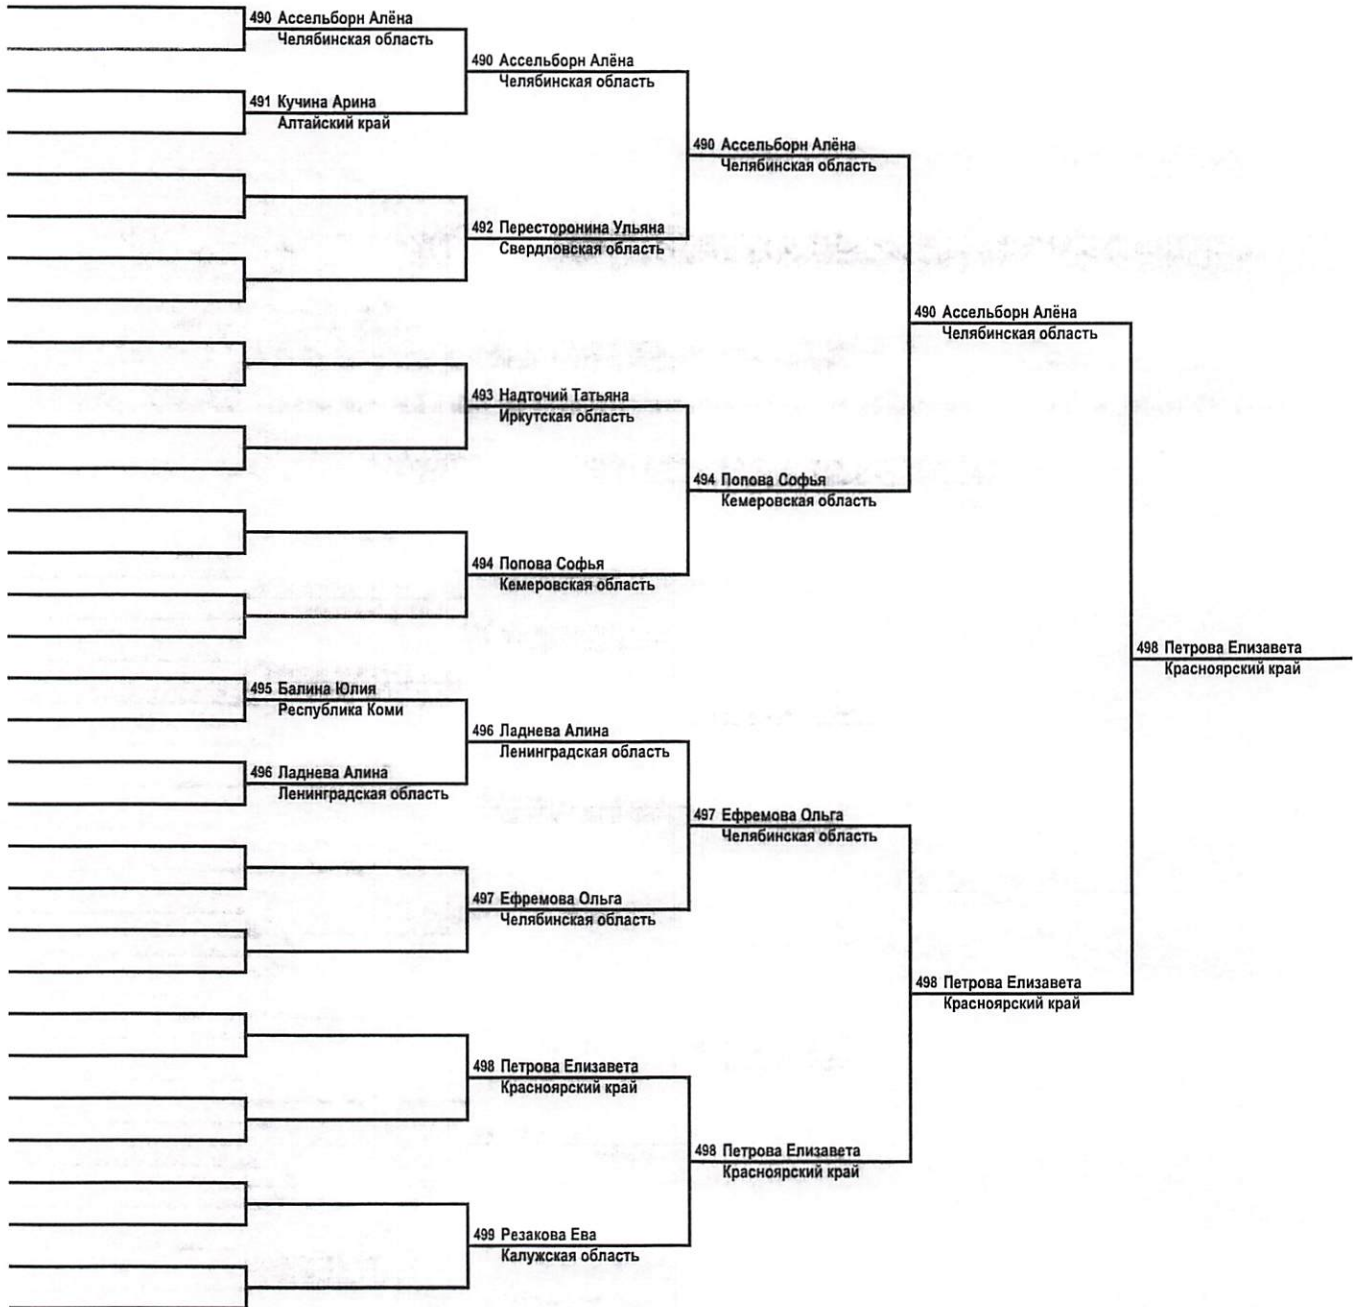 490 Ассельборн Алёна
Челябинская область
490 Ассельборн Алёна
Челябинская область
491 Кучина Арина
Алтайский край
490 Ассельборн Алёна
Челябинская область
492 Пересторонина Ульяна
Свердловская область
490 Ассельборн Алёна
Челябинская область
493 Надточий Татьяна
Иркутская область
494 Попова Софья
Кемеровская область
494 Попова Софья
Кемеровская область
498 Петрова Елизавета
Красноярский край
495 Балина Юлия
Республика Коми
496 Ладнева Алина
Ленинградская область
496 Ладнева Алина
Ленинградская область
497 Ефремова Ольга
Челябинская область
497 Ефремова Ольга
Челябинская область
498 Петрова Елизавета
Красноярский край
498 Петрова Елизавета
Красноярский край
498 Петрова Елизавета
Красноярский край
499 Резакова Ева
Калужская область